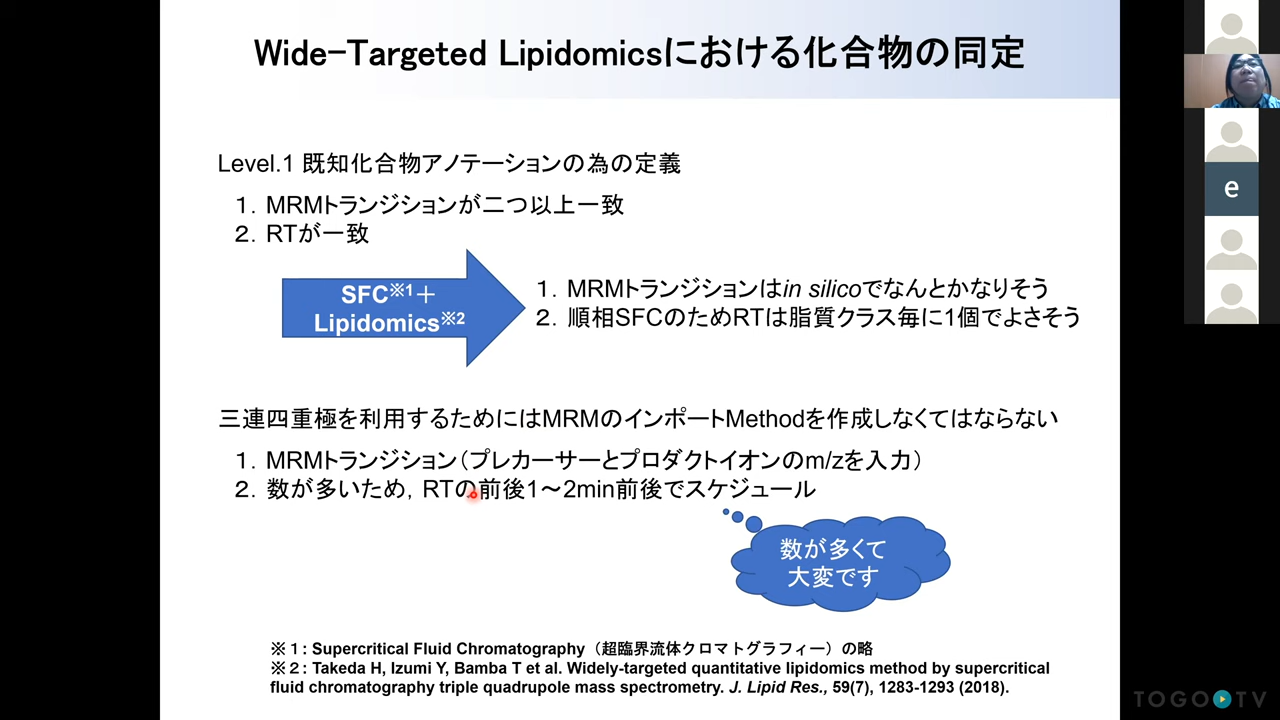 Wide-Targeted Lipidomicsにおける化合物の同定
Level.1 既知化合物アノテーションの為の定義
1. MRMトランジションが二つ以上一致
2. RTが一致
SFC※1＋
Lipidomics※2
1. MRMトランジションはin silicoでなんとかなりそう
2. 順相SFCのためRTは脂質クラス毎に1個でよさそう
三連四重極を利用するためにはMRMのインポートMethodを作成しなくてはならない
1. MRMトランジション（プレカーサーとプロダクトイオンのm/zを入力）
2. 数が多いため，RTの前後1～2min前後でスケジュール
数が多くて
大変です
※１：Supercritical Fluid Chromatography（超臨界流体クロマトグラフィー）の略
※２：Takeda H, Izumi Y, Bamba T et al. Widely-targeted quantitative lipidomics method by supercritical
fluid chromatography triple quadrupole mass spectrometry. J. Lipid Res., 59(7), 1283-1293 (2018).
e
TOGO TV